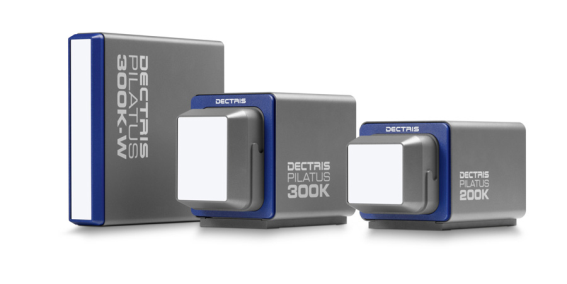 DECTRIS
PILATUS
300K-W
DECTRIS
DECTRIS
PILATUS
300K
DECTRIS
DECTRIS
PILATUS
200K